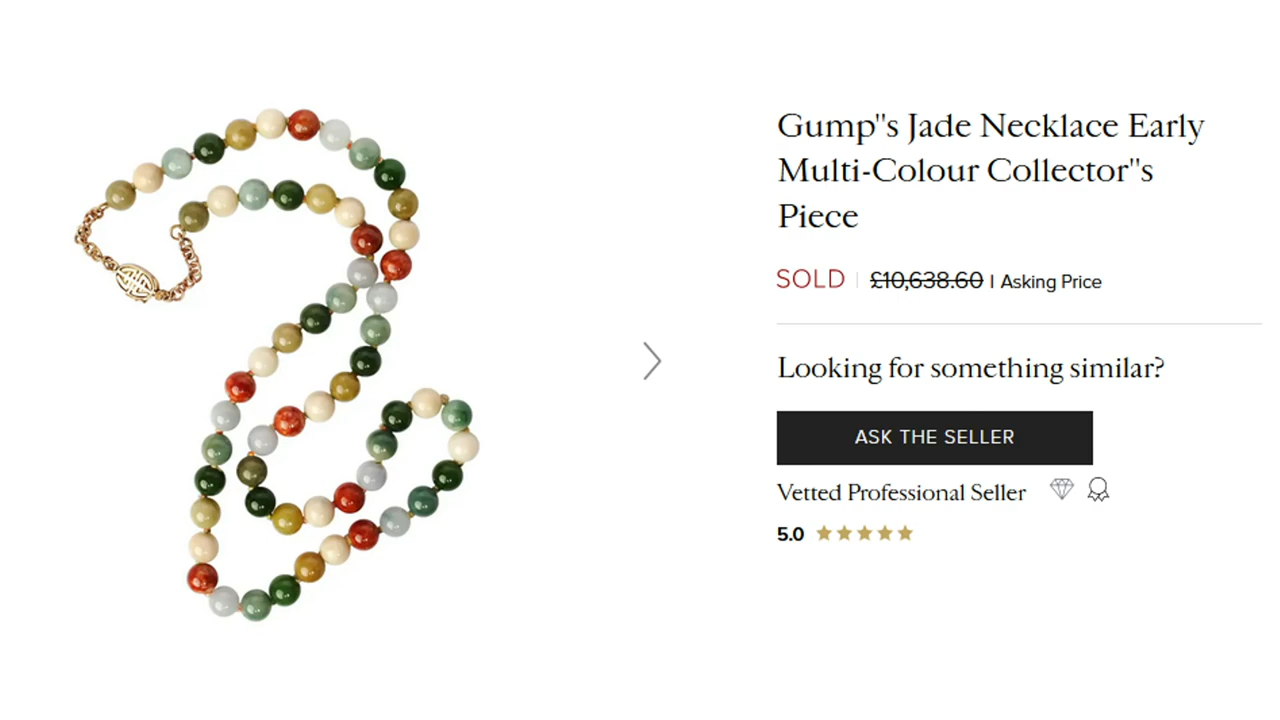 Gump"s Jade Necklace Early
Multi-Colour Collector"s
Piece
SOLD | £10,638.60 | Asking Price
Looking for something similar?
ASK THE SELLER
Vetted Professional Seller
5.0